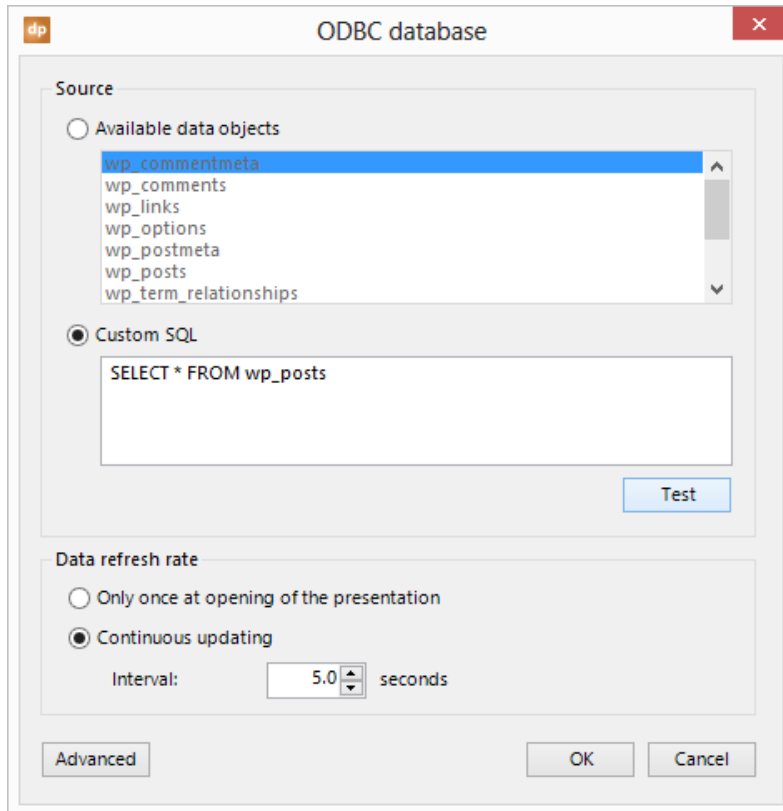 dp
ODBC database
Source
Available data objects
wp_commentmeta
wp_comments
wp_links
wp_options
wp_postmeta
wp_posts
wp_term_relationships
Custom SQL
SELECT * FROM wp_posts
Test
Data refresh rate
Only once at opening of the presentation
Continuous updating
Interval: 5.0 seconds
Advanced OK Cancel